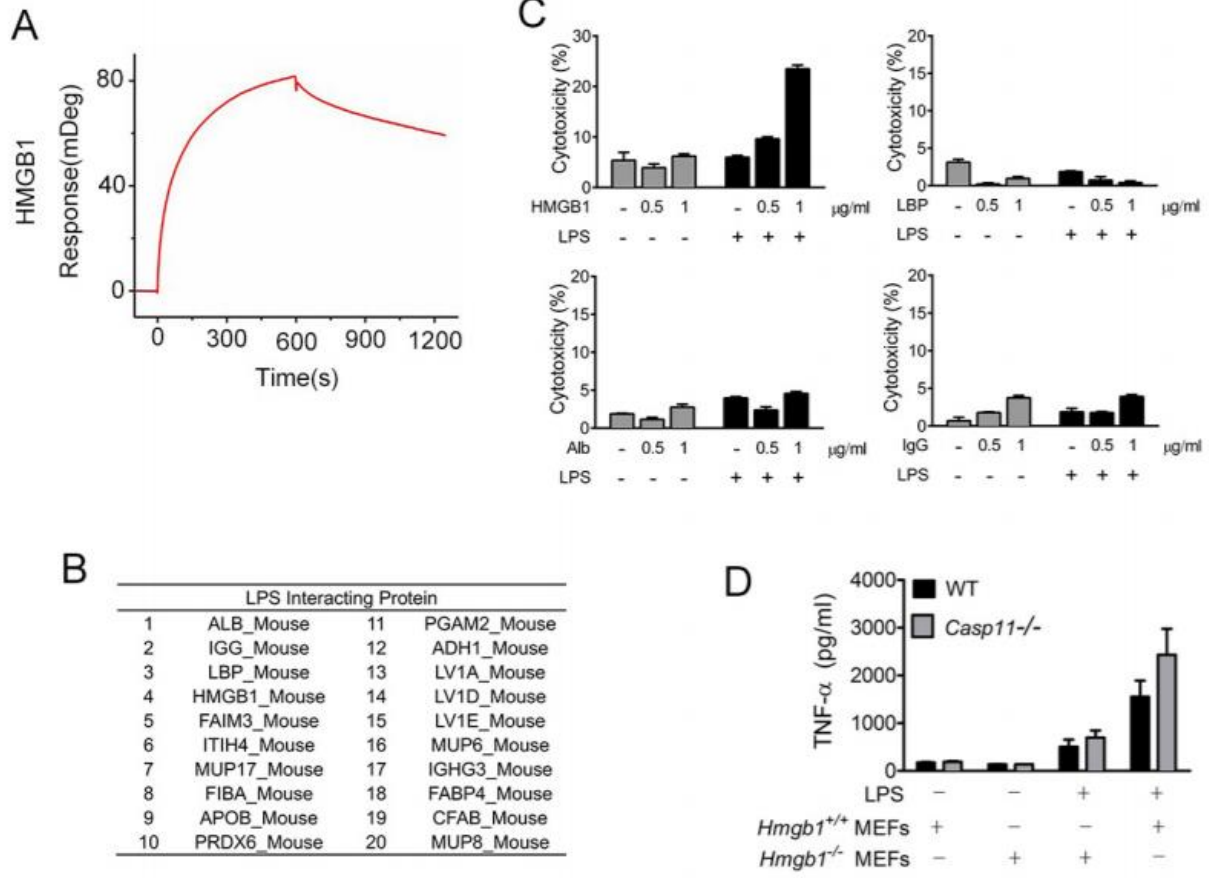 A
HMGB1
Response(mDeg)
80
40
0
0 300 600 900 1200
Time(s)
C
Cytotoxicity (%)
30
20
10
0
HMGB1 - 0.5 1 - 0.5 1 μg/ml
LPS - - - + + +
Cytotoxicity (%)
20
15
10
5
0
LBP - 0.5 1 - 0.5 1 μg/ml
LPS - - - + + +
Cytotoxicity (%)
20
15
10
5
0
Alb - 0.5 1 - 0.5 1 μg/ml
LPS - - - + + +
Cytotoxicity (%)
20
15
10
5
0
IgG - 0.5 1 - 0.5 1 μg/ml
LPS - - - + + +
B
LPS Interacting Protein
1 ALB_Mouse 11 PGAM2_Mouse
2 IGG_Mouse 12 ADH1_Mouse
3 LBP_Mouse 13 LV1A_Mouse
4 HMGB1_Mouse 14 LV1D_Mouse
5 FAIM3_Mouse 15 LV1E_Mouse
6 ITIH4_Mouse 16 MUP6_Mouse
7 MUP17_Mouse 17 IGHG3_Mouse
8 FIBA_Mouse 18 FABP4_Mouse
9 APOB_Mouse 19 CFAB_Mouse
10 PRDX6_Mouse 20 MUP8_Mouse
D
TNF-α (pg/ml)
4000
3000
2000
1000
0
WT
Casp11-/-
LPS − − + +
Hmgb1+/+ MEFs + − − +
Hmgb1-/- MEFs − + + −